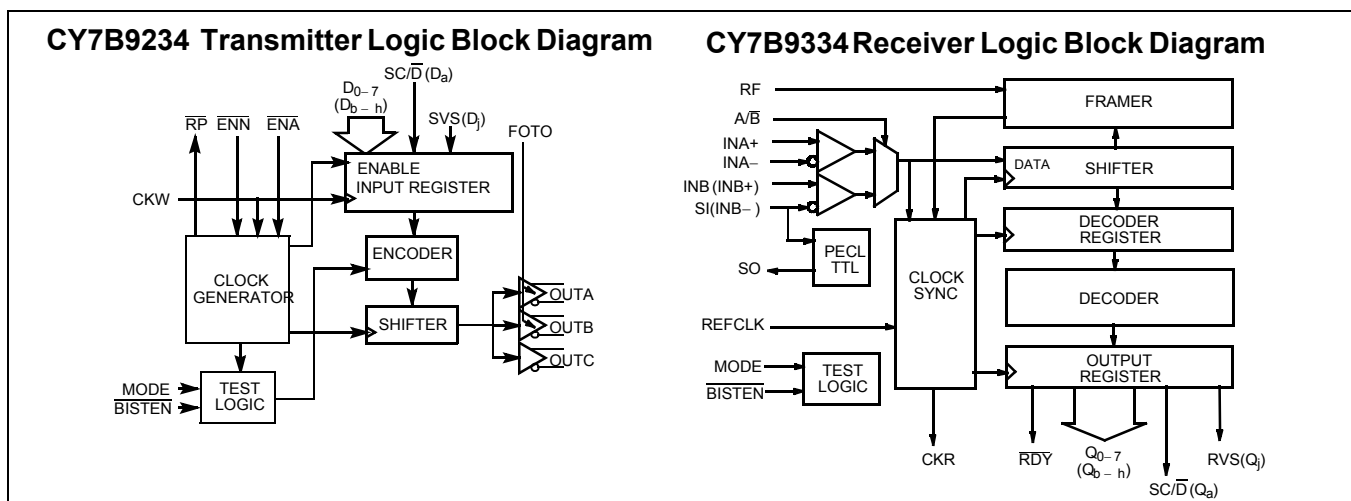 CY7B9234 Transmitter Logic Block Diagram
SC/D̅ (Da)
D0–7
(Db – h)
R̅P̅
E̅N̅N̅
E̅N̅A̅
SVS(Dj)
FOTO
ENABLE
INPUT REGISTER
CKW
ENCODER
CLOCK
GENERATOR
SHIFTER
OUTA
OUTB
OUTC
MODE
B̅I̅S̅T̅E̅N̅
TEST
LOGIC
CY7B9334 Receiver Logic Block Diagram
RF
FRAMER
A/B̅
INA+
INA–
DATA
SHIFTER
INB (INB+)
SI(INB–)
DECODER
REGISTER
PECL
TTL
SO
CLOCK
SYNC
DECODER
REFCLK
MODE
B̅I̅S̅T̅E̅N̅
TEST
LOGIC
OUTPUT
REGISTER
CKR
R̅D̅Y̅
Q0–7
(Qb – h)
RVS(Qj)
SC/D̅ (Qa)